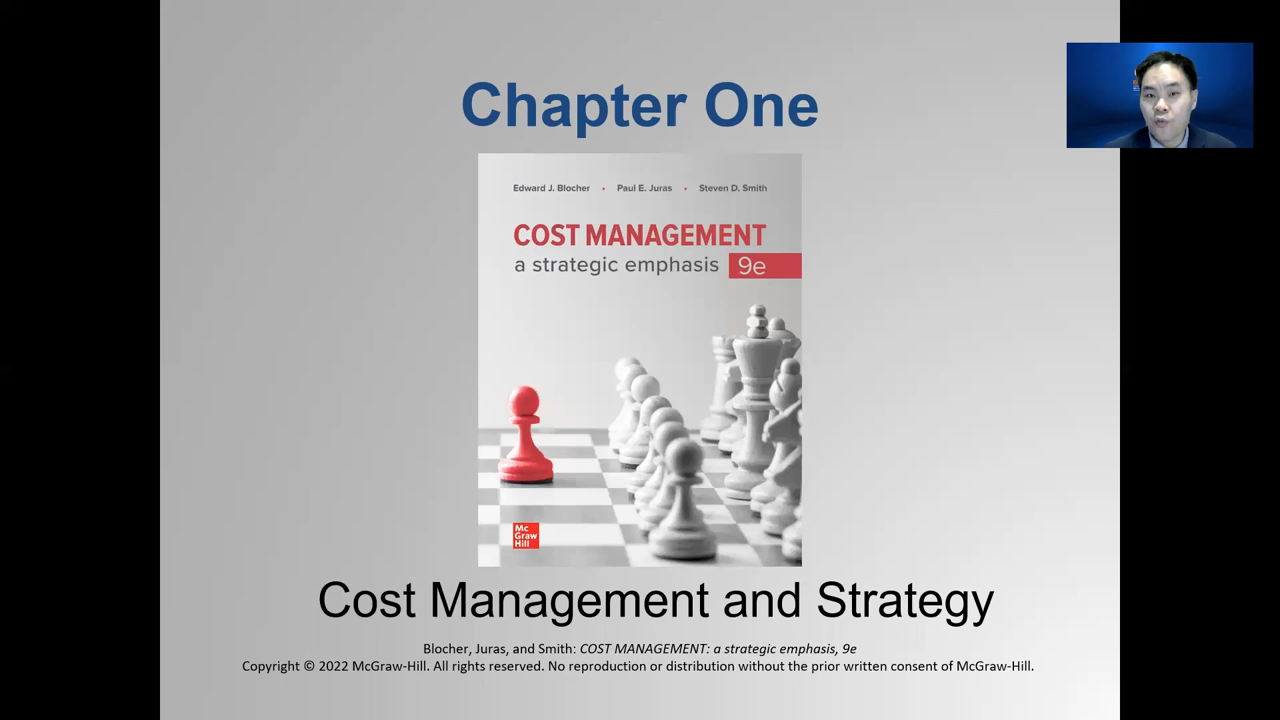 Chapter One
Edward J. Blocher • Paul E. Juras • Steven D. Smith
COST MANAGEMENT
a strategic emphasis 9e
Mc
Graw
Hill
Cost Management and Strategy
Blocher, Juras, and Smith: COST MANAGEMENT: a strategic emphasis, 9e
Copyright © 2022 McGraw-Hill. All rights reserved. No reproduction or distribution without the prior written consent of McGraw-Hill.